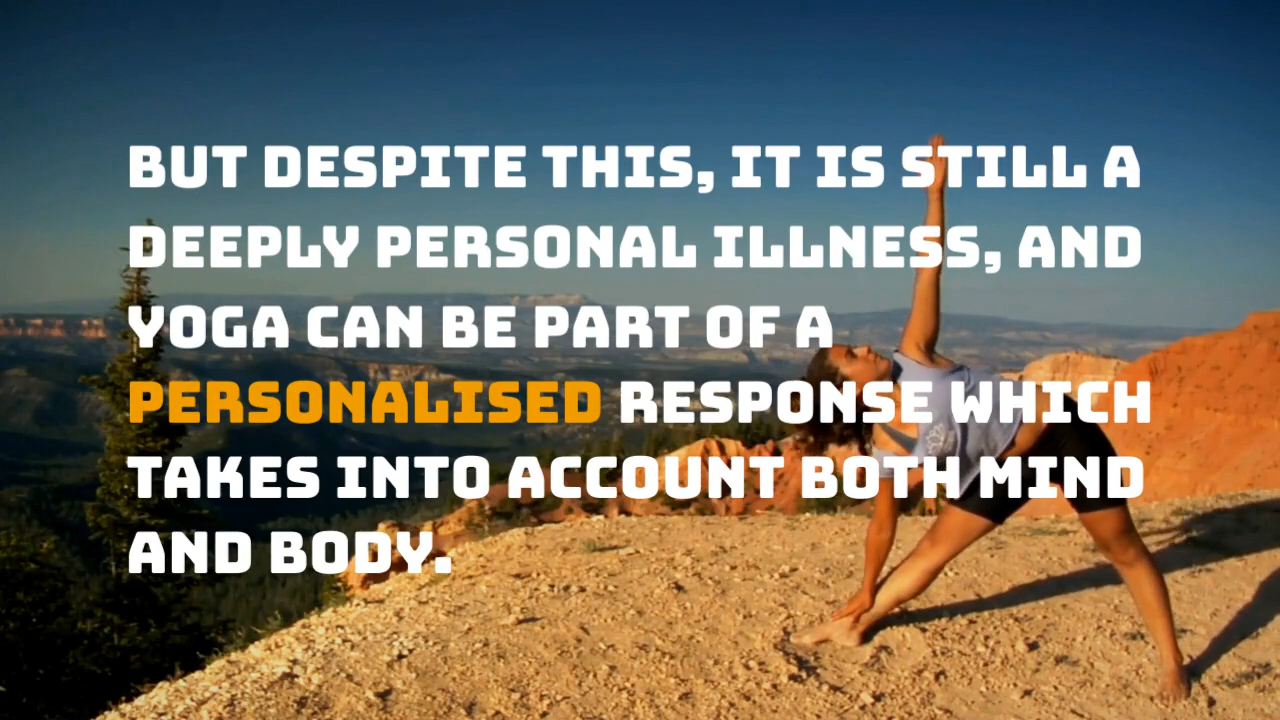 BUT DESPITE THIS, IT IS STILL A
DEEPLY PERSONAL ILLNESS, AND
YOGA CAN BE PART OF A
PERSONALISED RESPONSE WHICH
TAKES INTO ACCOUNT BOTH MIND
AND BODY.